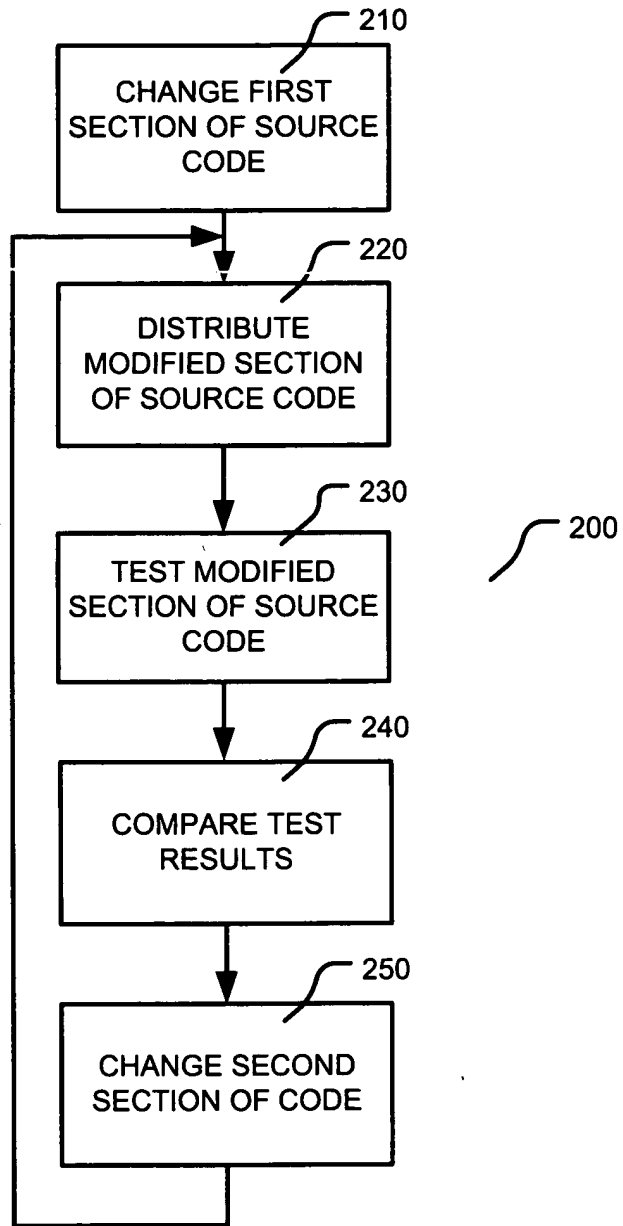 210
CHANGE FIRST
SECTION OF SOURCE
CODE
220
DISTRIBUTE
MODIFIED SECTION
OF SOURCE CODE
230
TEST MODIFIED
SECTION OF SOURCE
CODE
200
240
COMPARE TEST
RESULTS
250
CHANGE SECOND
SECTION OF CODE